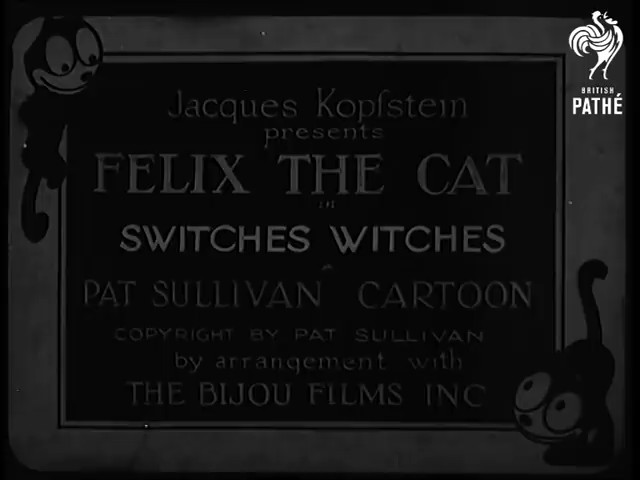 BRITISH
PATHÉ
Jacques Kopfstein
presents
FELIX THE CAT
in
SWITCHES WITCHES
a
PAT SULLIVAN CARTOON
COPYRIGHT BY PAT SULLIVAN
by arrangement with
THE BIJOU FILMS INC